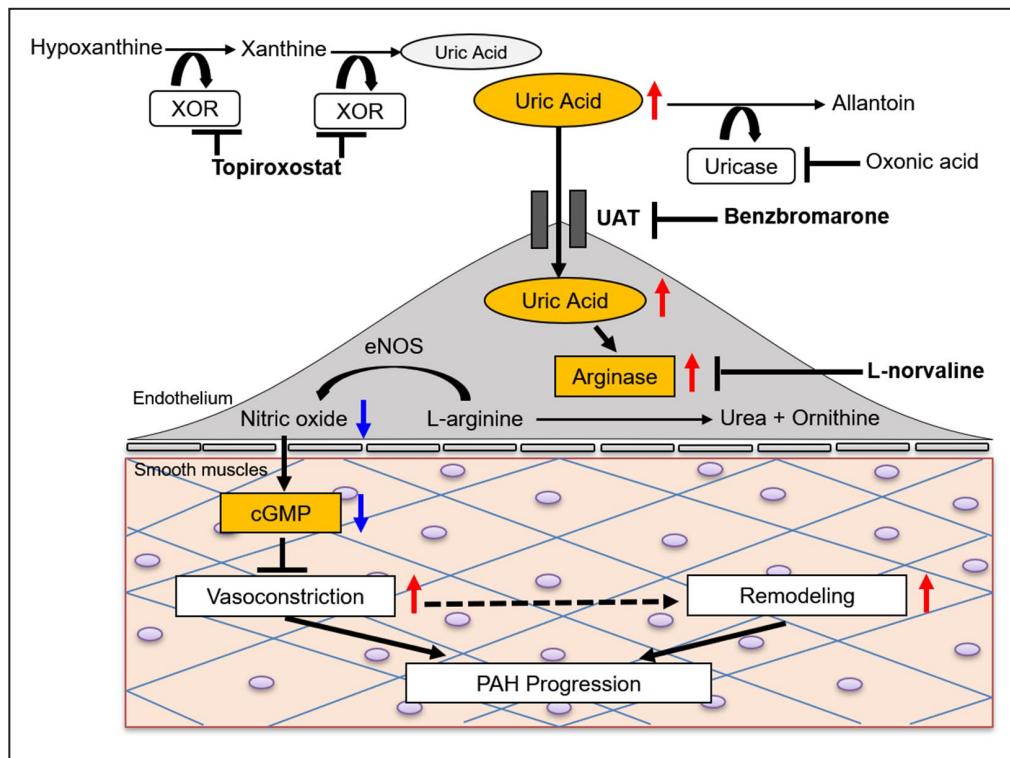 Hypoxanthine
Xanthine
Uric Acid
XOR
XOR
Topiroxostat
Uric Acid
Allantoin
Uricase
Oxonic acid
UAT
Benzbromarone
Uric Acid
eNOS
Arginase
L-norvaline
Endothelium
Nitric oxide
L-arginine
Urea + Ornithine
Smooth muscles
cGMP
Vasoconstriction
Remodeling
PAH Progression